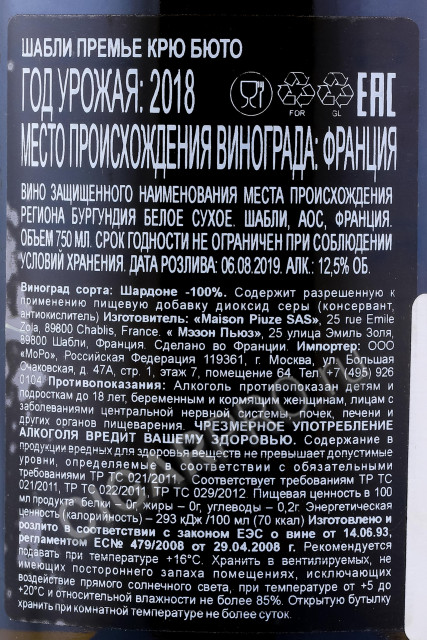 ШАБЛИ ПРЕМЬЕ КРЮ БЮТО
ГОД УРОЖАЯ: 2018
FOR GL
EAC
МЕСТО ПРОИСХОЖДЕНИЯ ВИНОГРАДА: ФРАНЦИЯ
ВИНО ЗАЩИЩЕННОГО НАИМЕНОВАНИЯ МЕСТА ПРОИСХОЖДЕНИЯ
РЕГИОНА БУРГУНДИЯ БЕЛОЕ СУХОЕ. ШАБЛИ, АОС, ФРАНЦИЯ.
ОБЪЕМ 750 МЛ. СРОК ГОДНОСТИ НЕ ОГРАНИЧЕН ПРИ СОБЛЮДЕНИИ
УСЛОВИЙ ХРАНЕНИЯ. ДАТА РОЗЛИВА: 06.08.2019. АЛК.: 12,5% ОБ.
Виноград сорта: Шардоне -100%. Содержит разрешенную к
применению пищевую добавку диоксид серы (консервант,
антиокислитель) Изготовитель: «Maison Piuze SAS», 25 rue Emile
Zola, 89800 Chablis, France. « Мэзон Пьюз», 25 улица Эмиль Золя,
89800 Шабли, Франция. Сделано во Франции. Импортер: ООО
«МоРо», Российская Федерация 119361, г. Москва, ул. Большая
Очаковская, д. 47А, стр. 1, этаж 7, помещение 64. Тел. +7 (495) 926
0104 Противопоказания: Алкоголь противопоказан детям и
подросткам до 18 лет, беременным и кормящим женщинам, лицам с
заболеваниями центральной нервной системы, почек, печени и
других органов пищеварения. ЧРЕЗМЕРНОЕ УПОТРЕБЛЕНИЕ
АЛКОГОЛЯ ВРЕДИТ ВАШЕМУ ЗДОРОВЬЮ. Содержание в
продукции вредных для здоровья веществ не превышает допустимые
уровни, определяемые в соответствии с обязательными
требованиями ТР ТС 021/2011. Соответствует требованиям ТР ТС
021/2011, ТР ТС 022/2011, ТР ТС 029/2012. Пищевая ценность в 100
мл продукта белки – 0г, жиры – 0г, углеводы – 0,2г. Энергетическая
ценность (калорийность) – 293 кДж /100 мл (70 ккал) Изготовлено и
розлито в соответствии с законом ЕЭС о вине от 14.06.93,
регламентом ЕС№ 479/2008 от 29.04.2008 г. Рекомендуется
подавать при температуре +16°С. Хранить в вентилируемых, не
имеющих постороннего запаха помещениях, исключающих
воздействие прямого солнечного света, при температуре от +5 до
+20°С и относительной влажности не более 85%. Открытую бутылку
хранить при комнатной температуре не более суток.